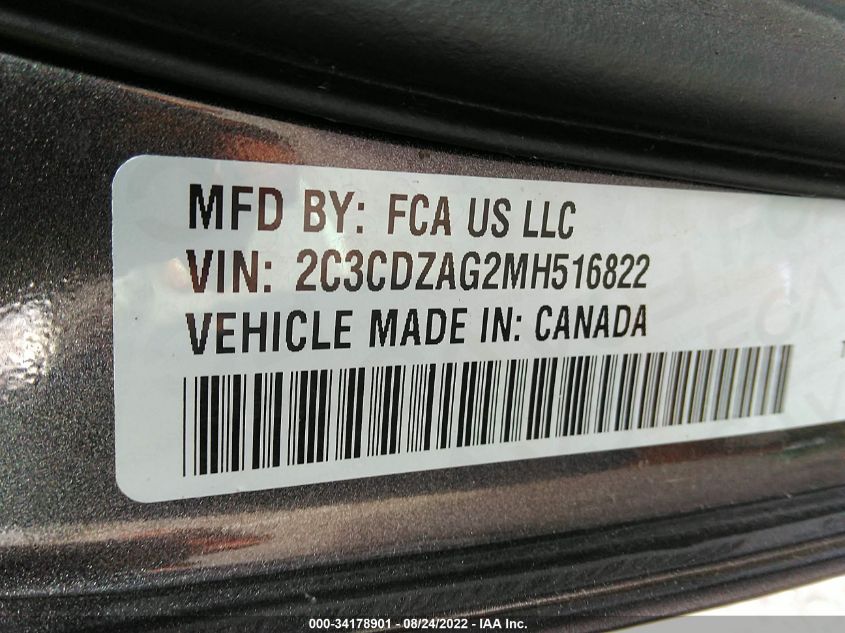 MFD BY: FCA US LLC
VIN: 2C3CDZAG2MH516822
VEHICLE MADE IN: CANADA
000-34178901 - 08/24/2022 - IAA Inc.